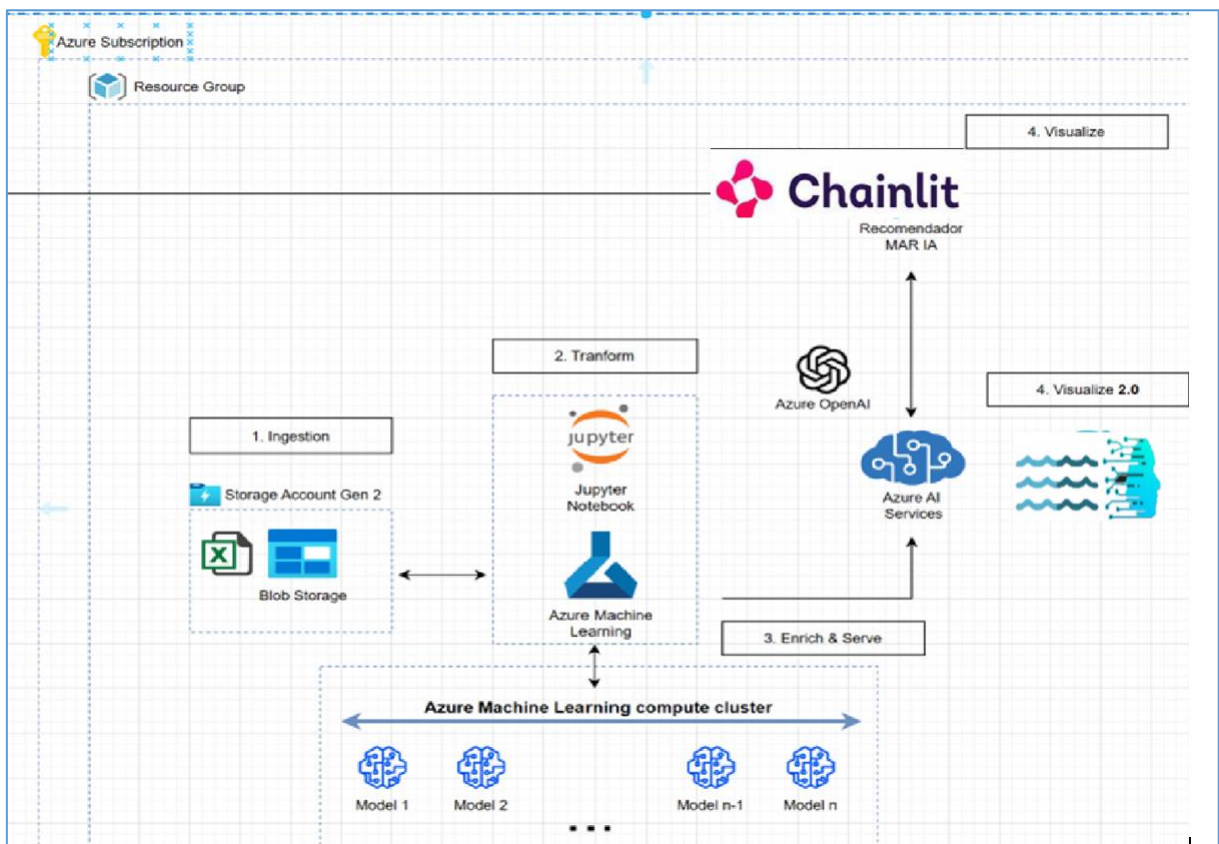 Azure Subscription
Resource Group
4. Visualize
Chainlit
Recomendador
MAR IA
2. Tranform
Azure OpenAI
4. Visualize 2.0
1. Ingestion
jupyter
Jupyter
Notebook
Azure AI
Services
Storage Account Gen 2
X
Blob Storage
Azure Machine
Learning
3. Enrich & Serve
Azure Machine Learning compute cluster
Model 1
Model 2
Model n-1
Model n
...